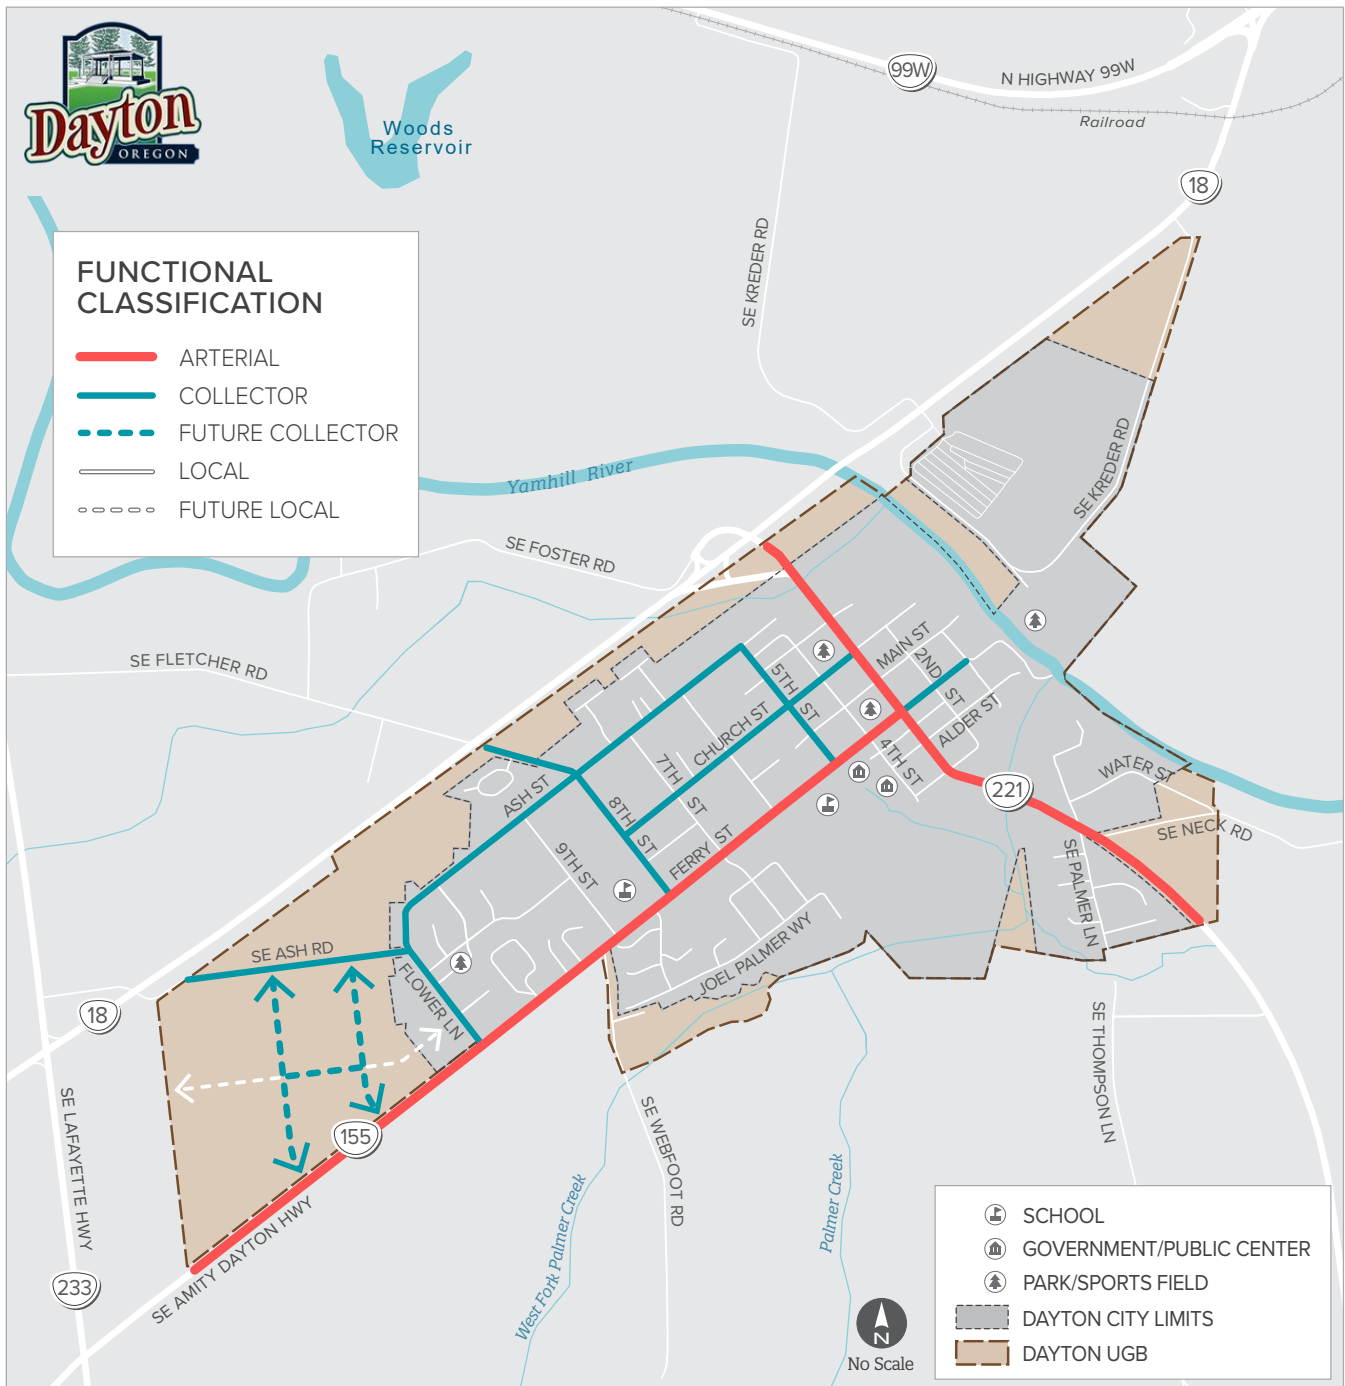 Dayton
OREGON
Woods
Reservoir
99W
N HIGHWAY 99W
Railroad
18
SE KREDER RD
FUNCTIONAL
CLASSIFICATION
ARTERIAL
COLLECTOR
FUTURE COLLECTOR
LOCAL
FUTURE LOCAL
Yamhill River
SE KREDER RD
SE FOSTER RD
SE FLETCHER RD
MAIN ST
2ND ST
5TH ST
CHURCH ST
ALDER ST
4TH ST
7TH ST
ASH ST
8TH ST
FERRY ST
9TH ST
221
WATER ST
SE NECK RD
SE PALMER LN
SE ASH RD
FLOWER LN
JOEL PALMER WY
18
SE THOMPSON LN
SE LAFAYETTE HWY
155
SE WEBFOOT RD
SE AMITY DAYTON HWY
West Fork Palmer Creek
Palmer Creek
233
N
No Scale
SCHOOL
GOVERNMENT/PUBLIC CENTER
PARK/SPORTS FIELD
DAYTON CITY LIMITS
DAYTON UGB